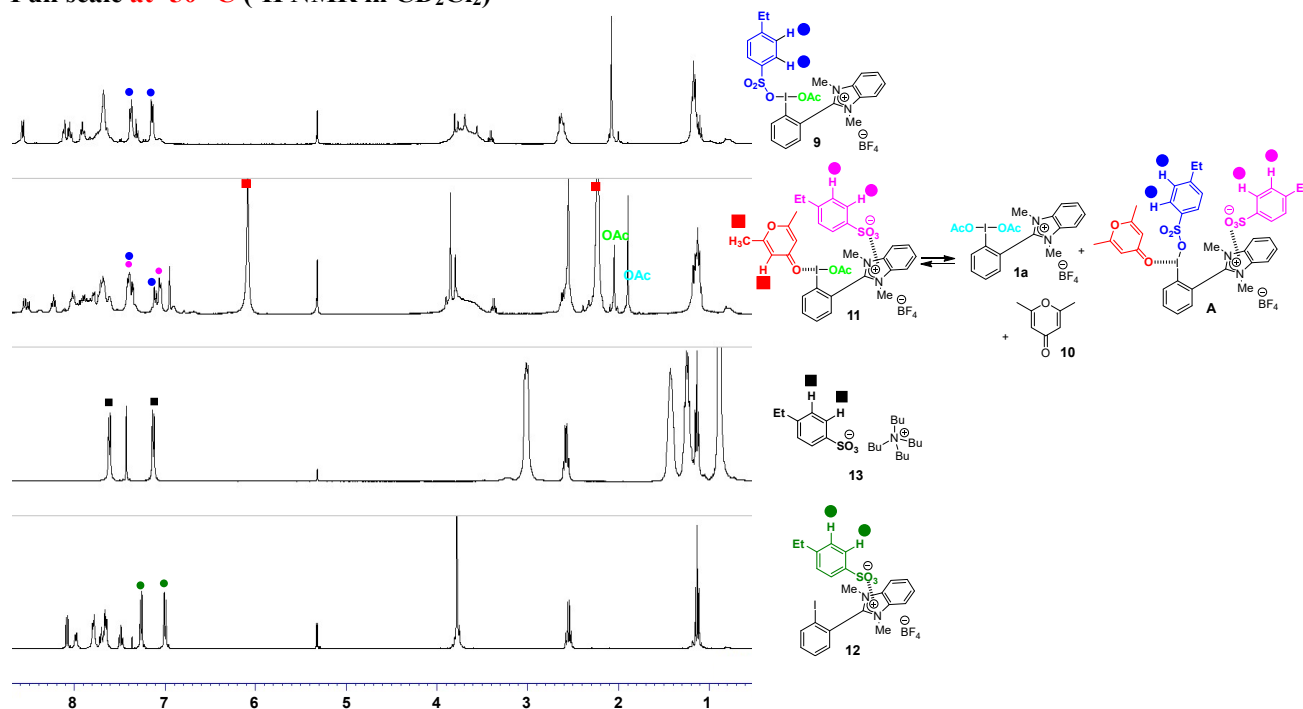 Full scale at °C ( H NMR in CD₂Cl₂)
Et
H
H
O₂S
O
I
OAc
Me
N
⊕
N
Me
⊖
BF₄
9
OAc
OAc
H₃C
O
H
O
I
OAc
H
H
Et
⊖
SO₃
Me
N
⊕
N
Me
⊖
BF₄
11
AcO
I
OAc
Me
N
⊕
N
Me
⊖
BF₄
1a
+
+
O
O
10
Et
H
H
O₂S
O
O
O
I
H
H
E
⊖
O₃S
Me
N
⊕
N
Me
⊖
BF₄
A
H
H
Et
⊖
SO₃
Bu
Bu
N
⊕
Bu
Bu
13
H
Et
H
⊖
SO₃
Me
N
⊕
N
Me
I
⊖
BF₄
12
8 7 6 5 4 3 2 1